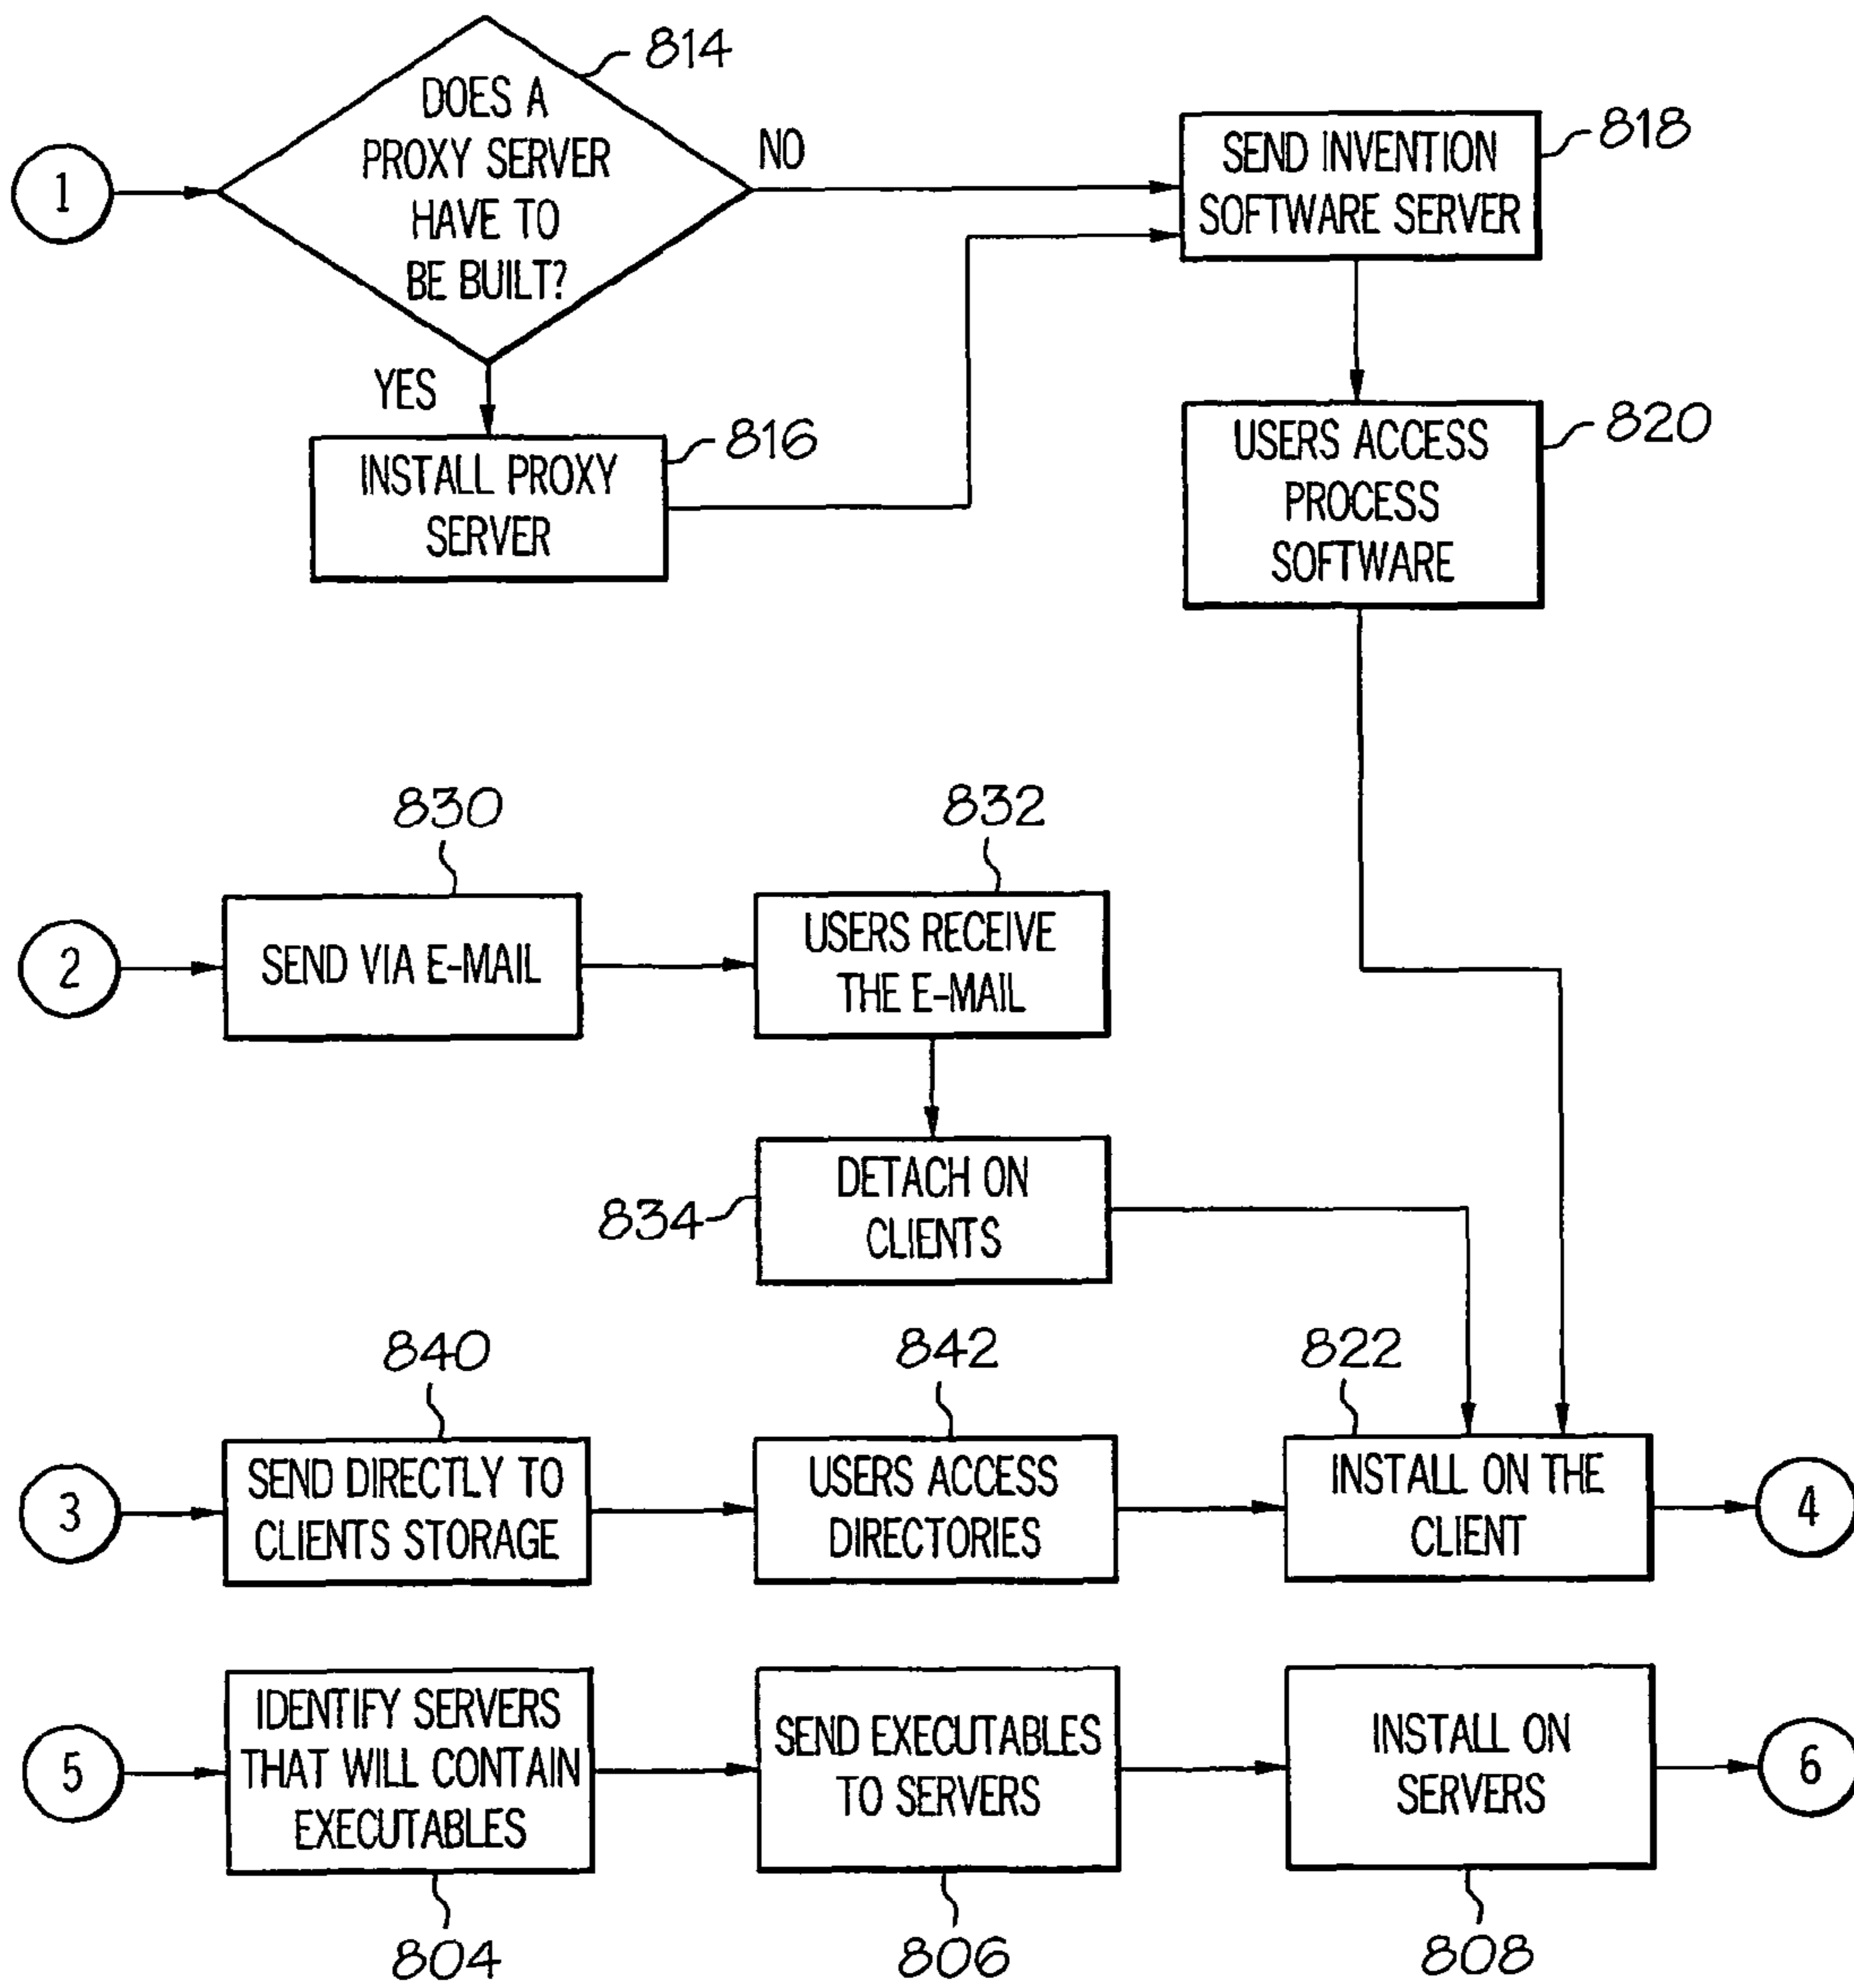 814
DOES A
PROXY SERVER
HAVE TO
BE BUILT?
1
NO
YES
816
INSTALL PROXY
SERVER
818
SEND INVENTION
SOFTWARE SERVER
820
USERS ACCESS
PROCESS
SOFTWARE
830
832
2
SEND VIA E-MAIL
USERS RECEIVE
THE E-MAIL
834
DETACH ON
CLIENTS
840
842
822
3
SEND DIRECTLY TO
CLIENTS STORAGE
USERS ACCESS
DIRECTORIES
INSTALL ON THE
CLIENT
4
5
IDENTIFY SERVERS
THAT WILL CONTAIN
EXECUTABLES
SEND EXECUTABLES
TO SERVERS
INSTALL ON
SERVERS
6
804
806
808